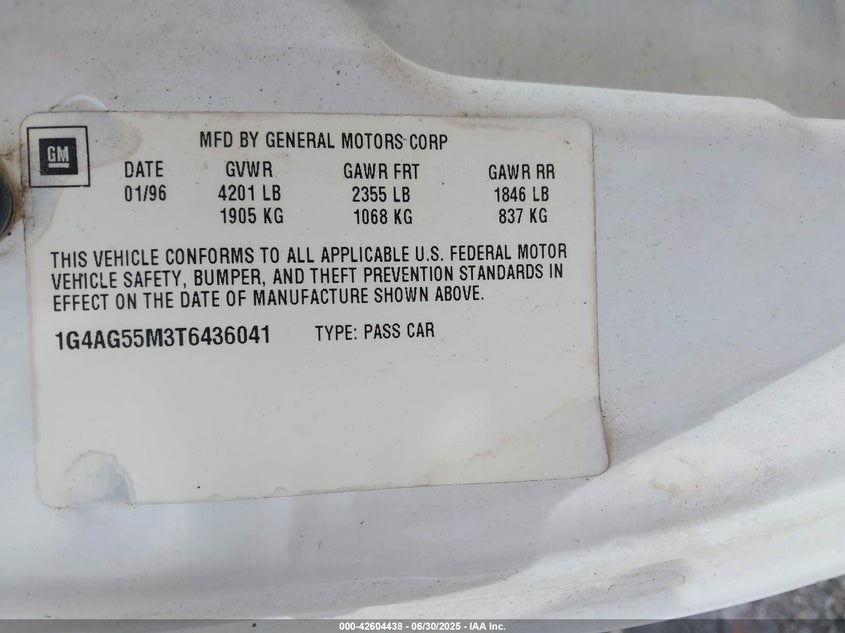 GM
MFD BY GENERAL MOTORS CORP
DATE GVWR GAWR FRT GAWR RR
01/96 4201 LB 2355 LB 1846 LB
1905 KG 1068 KG 837 KG
THIS VEHICLE CONFORMS TO ALL APPLICABLE U.S. FEDERAL MOTOR
VEHICLE SAFETY, BUMPER, AND THEFT PREVENTION STANDARDS IN
EFFECT ON THE DATE OF MANUFACTURE SHOWN ABOVE.
1G4AG55M3T6436041 TYPE: PASS CAR
000-42604438 - 06/30/2025 - IAA Inc.